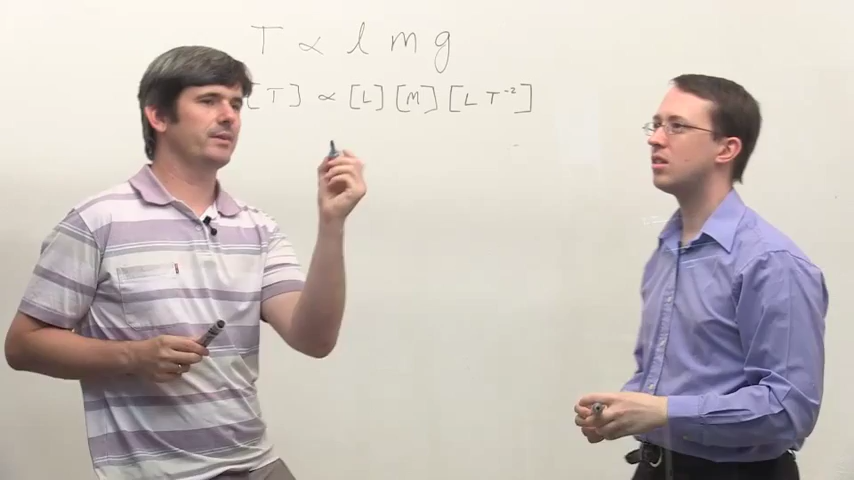 T ∝ l m g
[T] ∝ [L] [M] [L T⁻²]